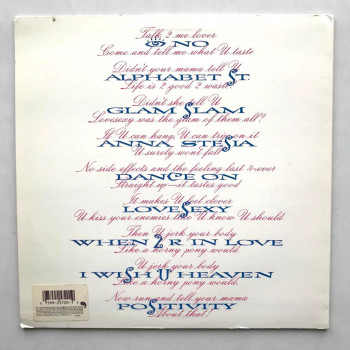 Talk 2 me lover
Eye NO
Come and tell me what U taste
Didn't your mama tell U
ALPHABET St.
Life is 2 good 2 waste
Didn't she tell U
GLAM SLAM
Lovesexy was the glam of them all?
If U can hang, U can trip on it
ANNA STESIA
U surely won't fall
No side effects and the feeling last 4-ever
DANCE ON
Straight up—it tastes good
It makes U feel clever
LOVESEXY
U kiss your enemies like U know U should
Then U jerk your body
WHEN 2 R IN LOVE
Like a horny pony would
U jerk your body
I WISH U HEAVEN
Like a horny pony would
Now run and tell your mama
POSITIVITY
About that!